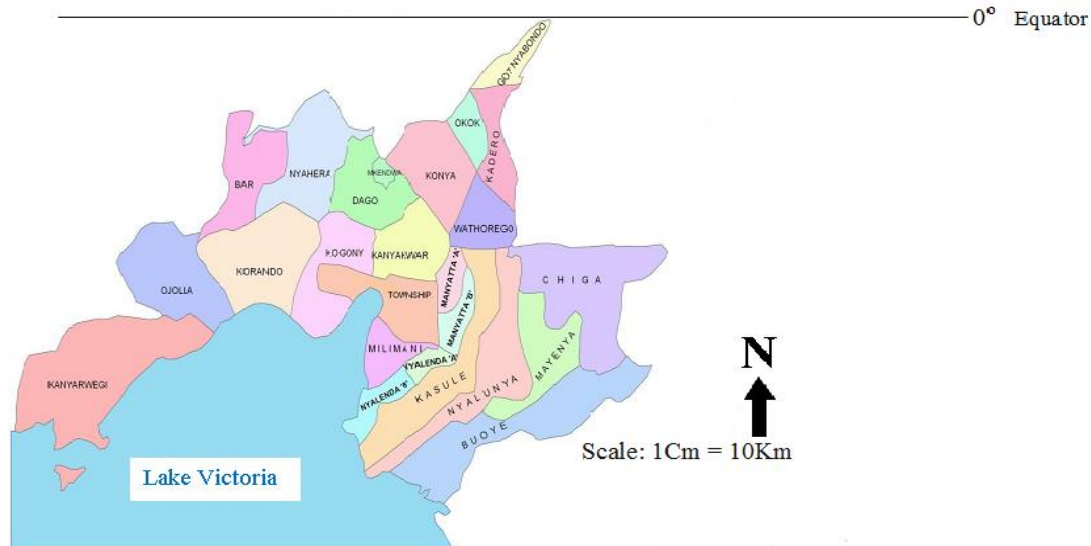 0° Equator
GOT NYABONDO
OKOK
KADERO
MKENDWA
NYAHERA
KONYA
BAR
DAGO
WATHOREGO
KOGONY
KANYAKWAR
KORANDO
MANYATTA 'A'
CHIGA
OJOLLA
TOWNSHIP
MANYATTA 'B'
MILIMANI
NYALENDA 'A'
MAYENYA
N
IKANYARWEGI
NYALENDA 'B'
KASULE
NYALUNYA
BUOYE
Scale: 1Cm = 10Km
Lake Victoria